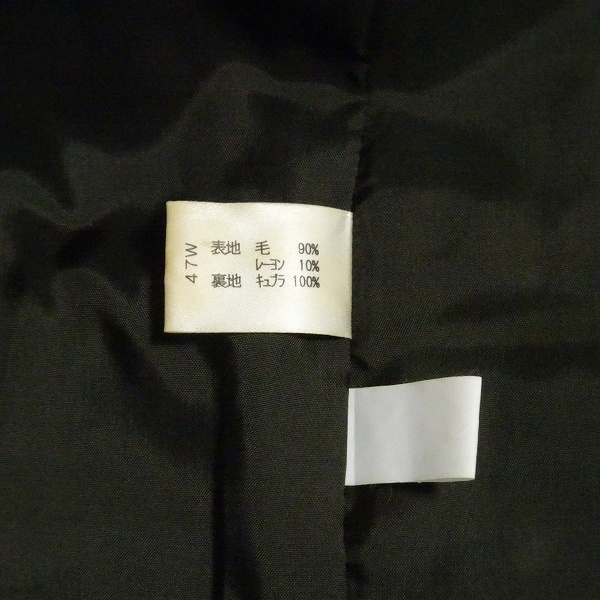 47W
表地 毛 90%
レーヨン 10%
裏地 キュプラ 100%